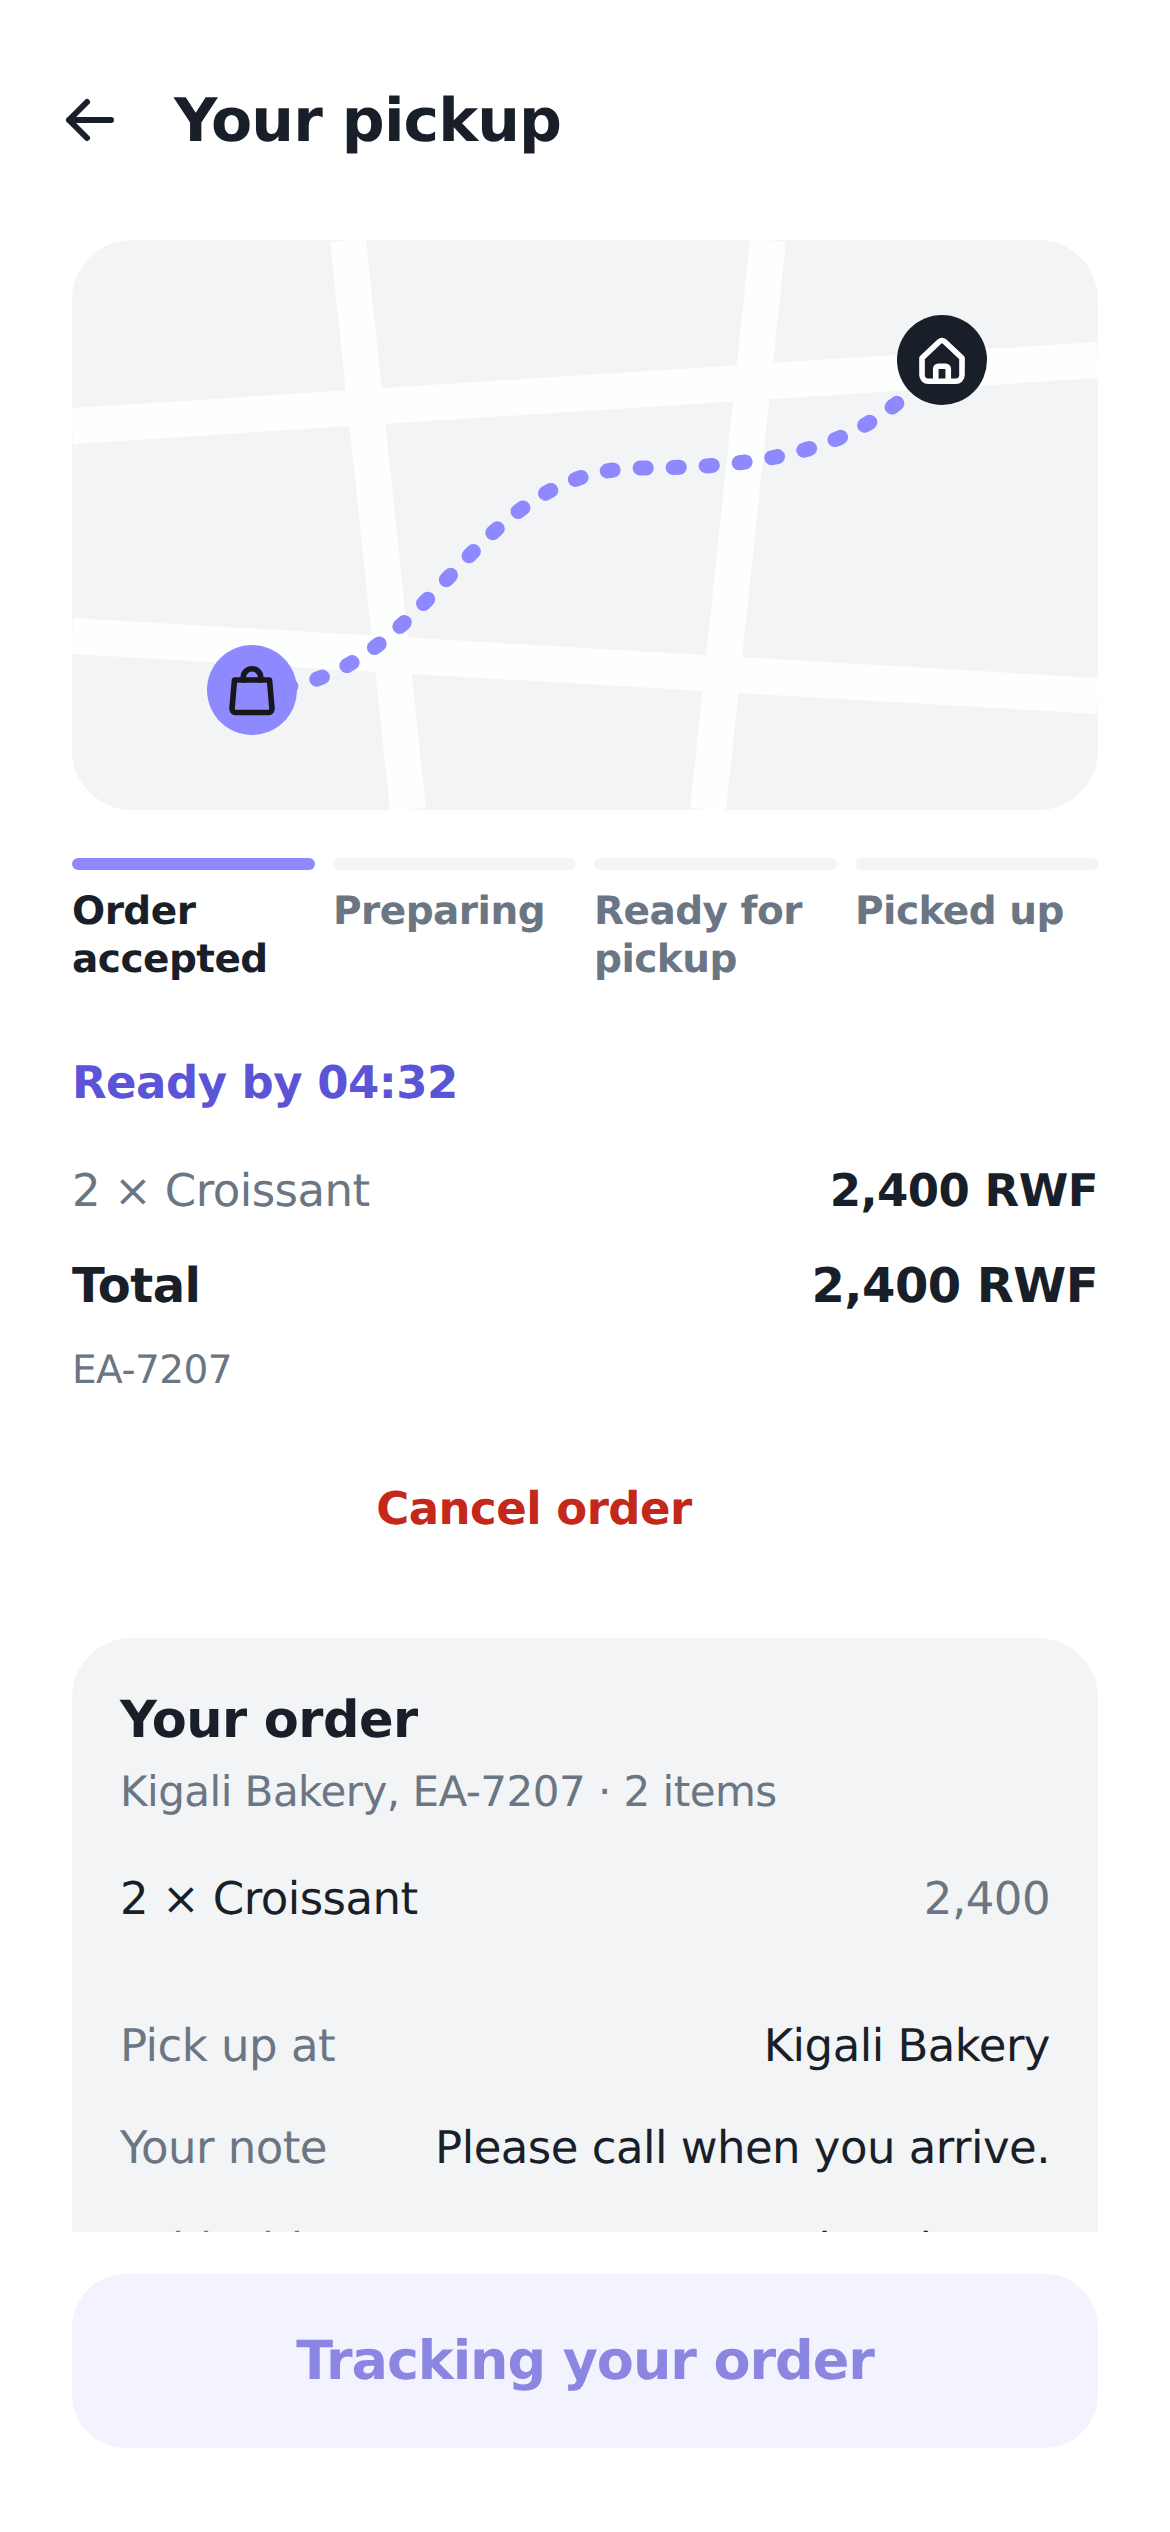 Your pickup
Order accepted
Preparing
Ready for pickup
Picked up
Ready by 04:32
2 × Croissant 2,400 RWF
Total 2,400 RWF
EA-7207
Cancel order
Your order
Kigali Bakery, EA-7207 · 2 items
2 × Croissant 2,400
Pick up at Kigali Bakery
Your note Please call when you arrive.
Tracking your order